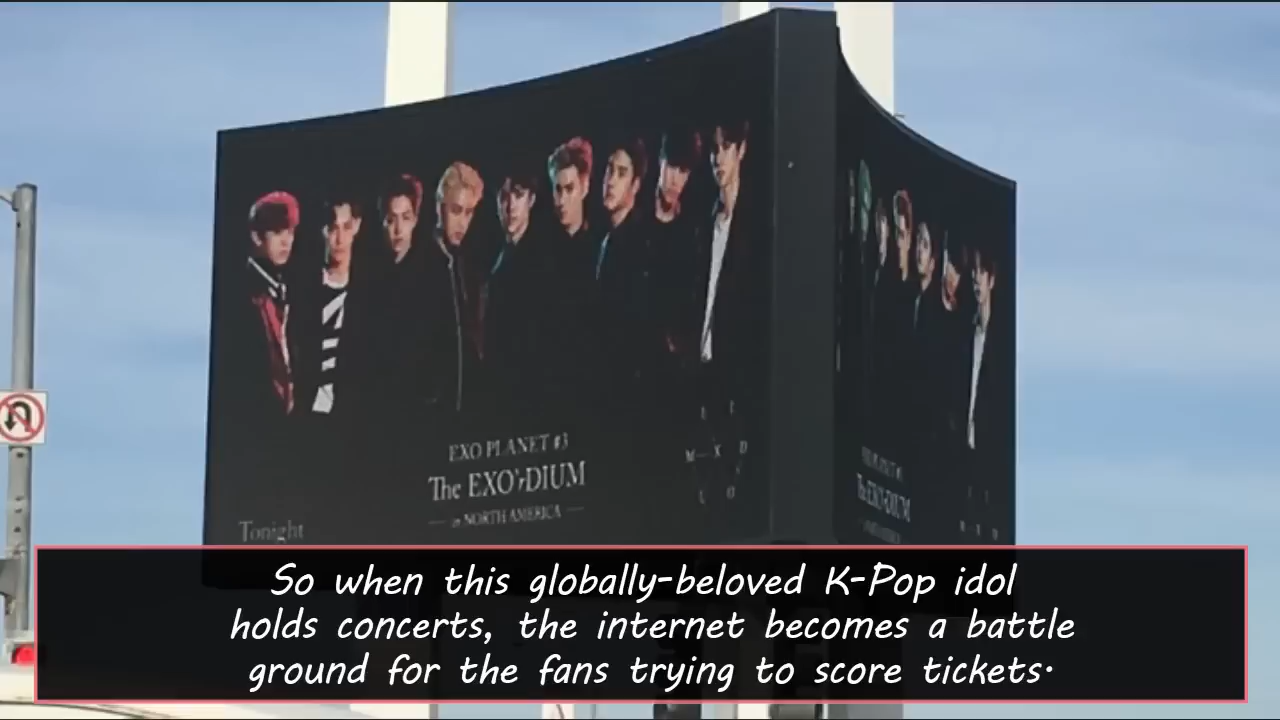 EXO PLANET #3
The EXO'rDIUM
in NORTH AMERICA
Tonight
M X D
So when this globally-beloved K-Pop idol
holds concerts, the internet becomes a battle
ground for the fans trying to score tickets.